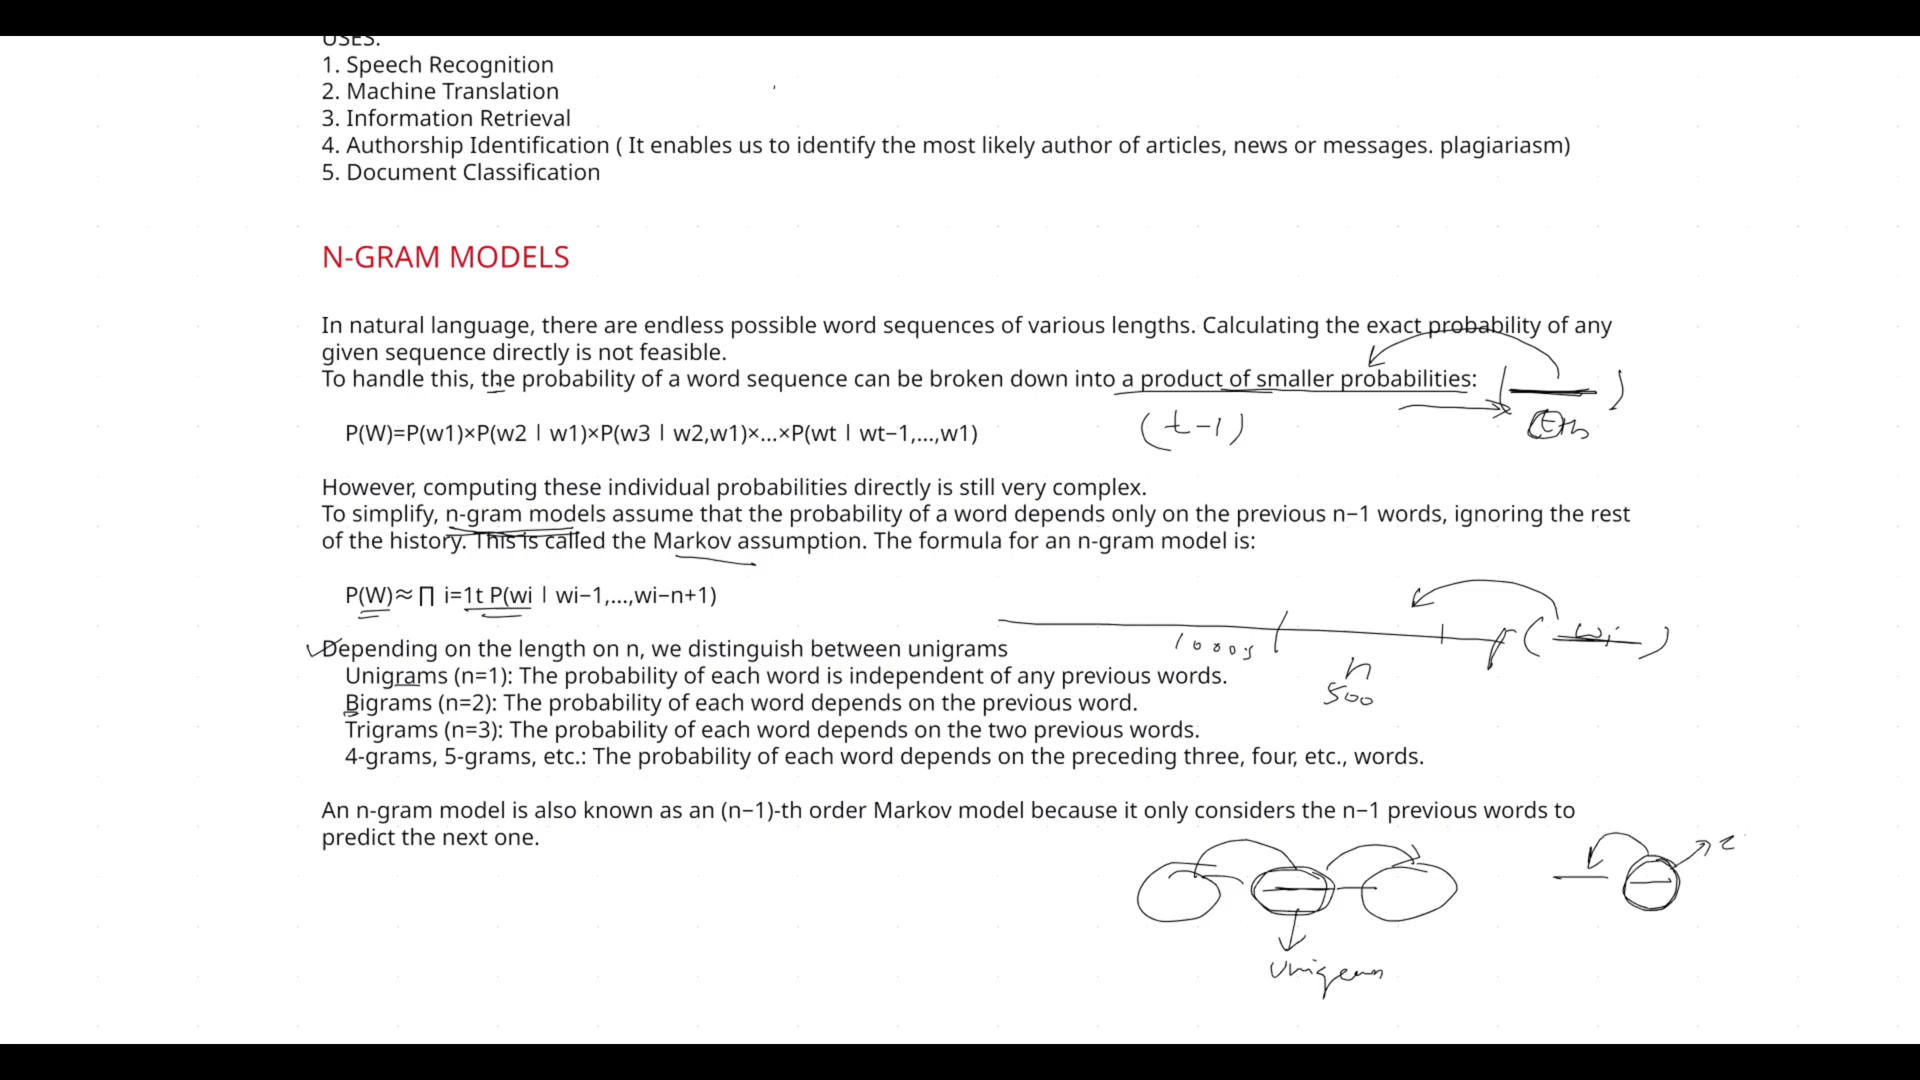 USES:
1. Speech Recognition
2. Machine Translation
3. Information Retrieval
4. Authorship Identification ( It enables us to identify the most likely author of articles, news or messages. plagiariasm)
5. Document Classification
N-GRAM MODELS
In natural language, there are endless possible word sequences of various lengths. Calculating the exact probability of any
given sequence directly is not feasible.
To handle this, the probability of a word sequence can be broken down into a product of smaller probabilities:
P(W)=P(w1)×P(w2 ∣ w1)×P(w3 ∣ w2,w1)×...×P(wt ∣ wt−1,...,w1)
(t-1)
However, computing these individual probabilities directly is still very complex.
To simplify, n-gram models assume that the probability of a word depends only on the previous n−1 words, ignoring the rest
of the history. This is called the Markov assumption. The formula for an n-gram model is:
P(W)≈∏ i=1t P(wi ∣ wi−1,...,wi−n+1)
P( wi )
n
500
Depending on the length on n, we distinguish between unigrams
Unigrams (n=1): The probability of each word is independent of any previous words.
Bigrams (n=2): The probability of each word depends on the previous word.
Trigrams (n=3): The probability of each word depends on the two previous words.
4-grams, 5-grams, etc.: The probability of each word depends on the preceding three, four, etc., words.
An n-gram model is also known as an (n−1)-th order Markov model because it only considers the n−1 previous words to
predict the next one.
unigram